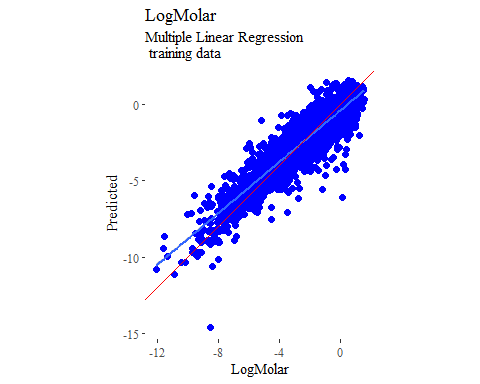 LogMolar
Multiple Linear Regression
training data
0
-5
-10
-15
Predicted
-12
-8
-4
0
LogMolar